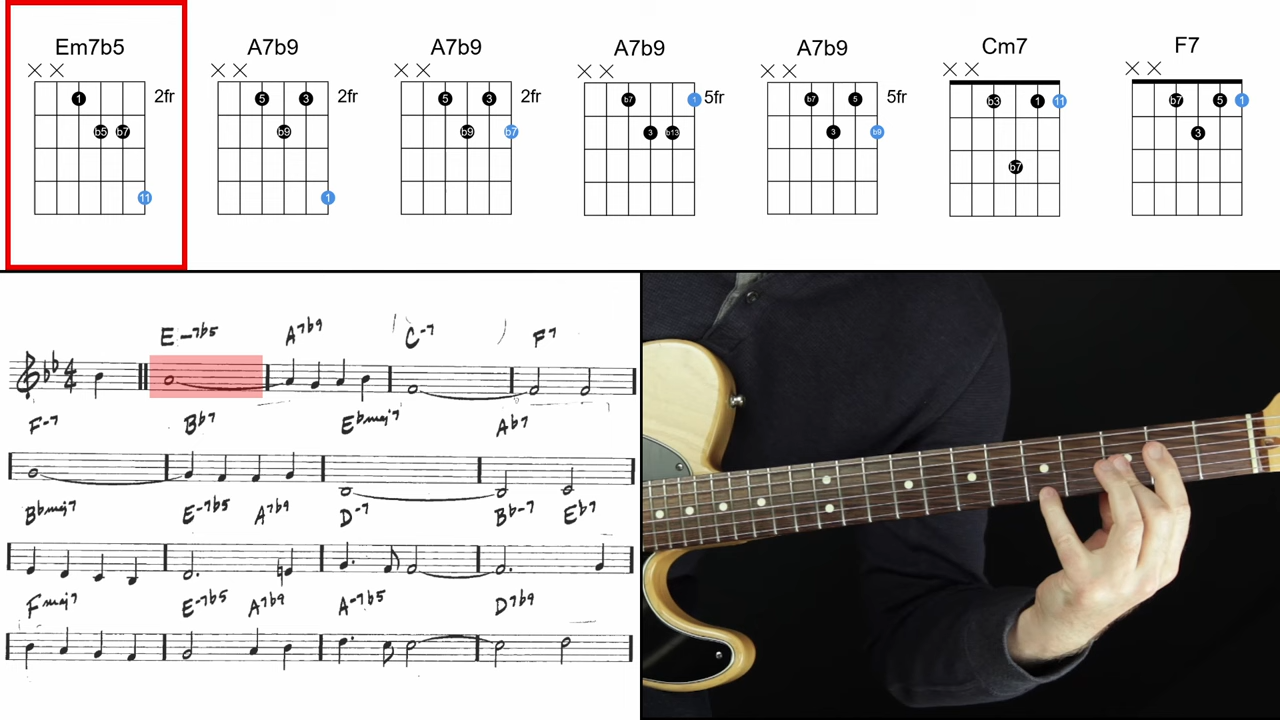 Em7b5 A7b9 A7b9 A7b9 A7b9 Cm7 F7
2fr 2fr 2fr 5fr 5fr
1 5 3 5 3 b7 1 b7 5 b3 1 11 b7 5 1
b5 b7 b9 b9 b7 3 b13 3 b9 3
b7
11 1
E-7b5 A7b9 C-7 F7
4
4
F-7 Bb7 Ebmaj7 Ab7
Bbmaj7 E-7b5 A7b9 D-7 Bb-7 Eb7
Fmaj7 E-7b5 A7b9 A-7b5 D7b9